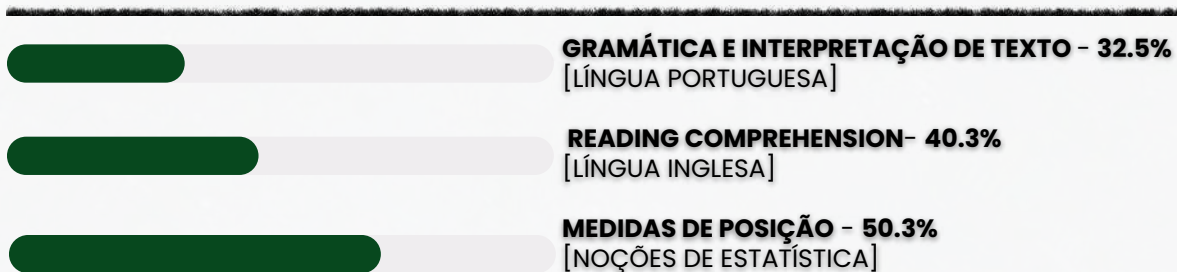 GRAMÁTICA E INTERPRETAÇÃO DE TEXTO - 32.5%
[LÍNGUA PORTUGUESA]
READING COMPREHENSION- 40.3%
[LÍNGUA INGLESA]
MEDIDAS DE POSIÇÃO - 50.3%
[NOÇÕES DE ESTATÍSTICA]